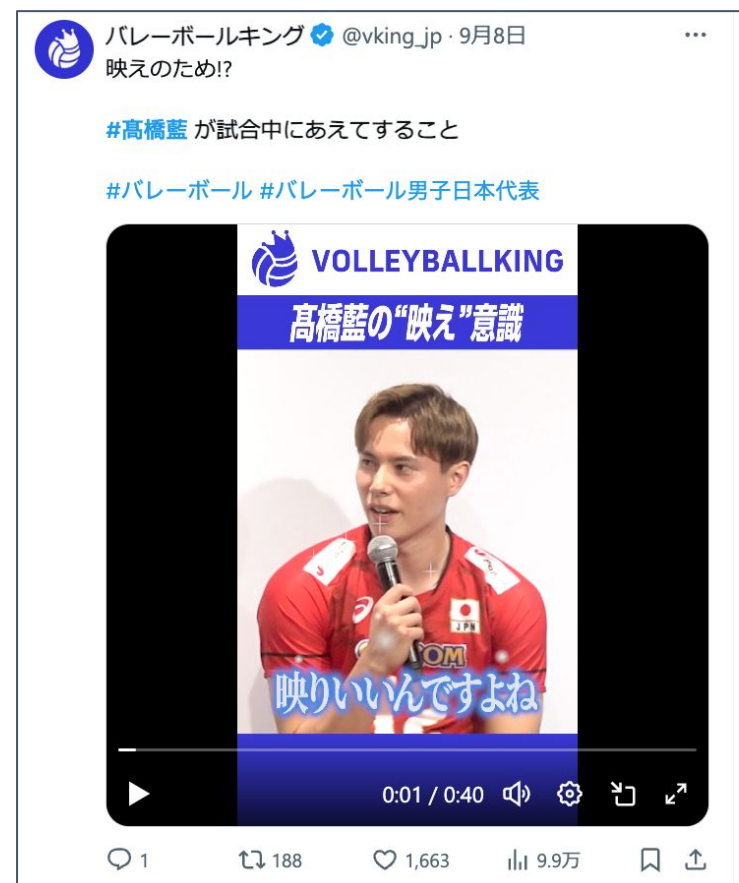 バレーボールキング @vking_jp · 9月8日
映えのため!?
#髙橋藍 が試合中にあえてすること
#バレーボール #バレーボール男子日本代表
VOLLEYBALLKING
髙橋藍の“映え”意識
JPN
映りいいんですよね
0:01 / 0:40
1 188 1,663 9.9万